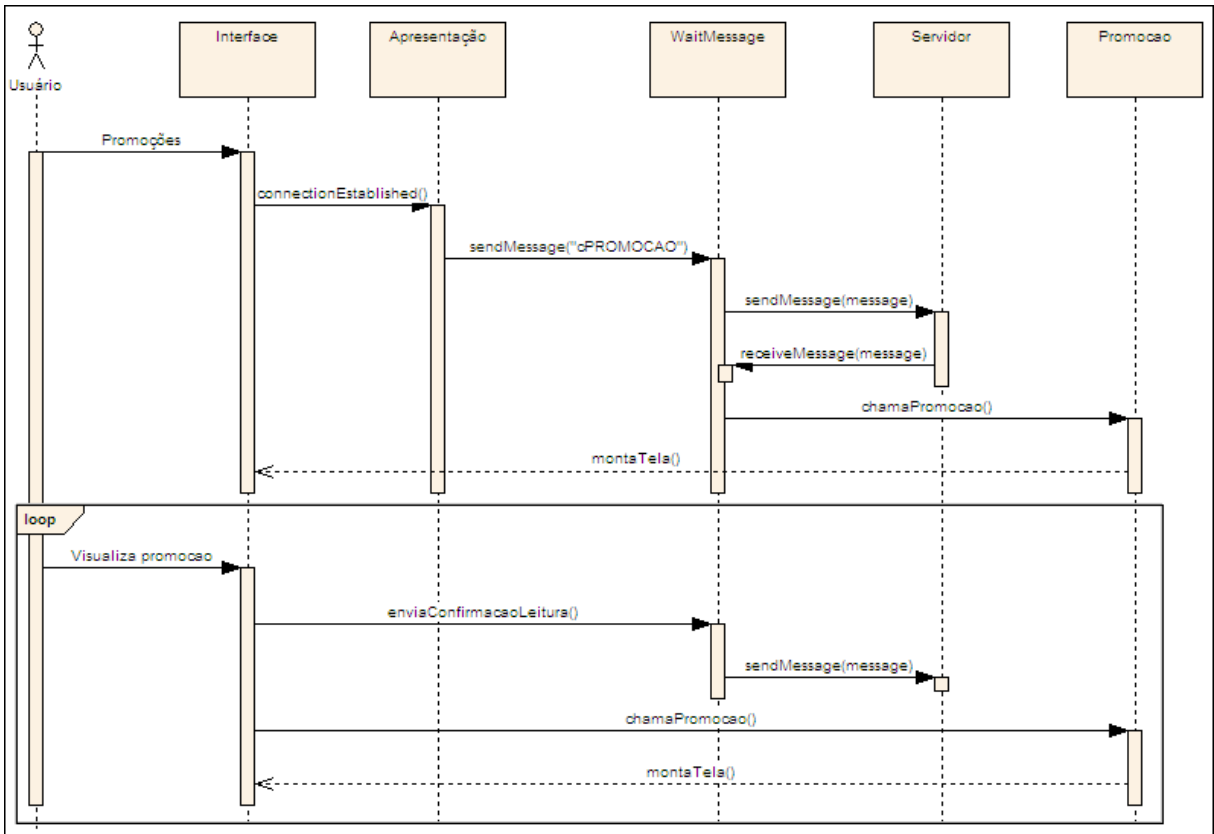 Usuário
Interface
Apresentação
WaitMessage
Servidor
Promocao
Promoções
connectionEstablished()
sendMessage("cPROMOCAO")
sendMessage(message)
receiveMessage(message)
chamaPromocao()
montaTela()
loop
Visualiza promocao
enviaConfirmacaoLeitura()
sendMessage(message)
chamaPromocao()
montaTela()